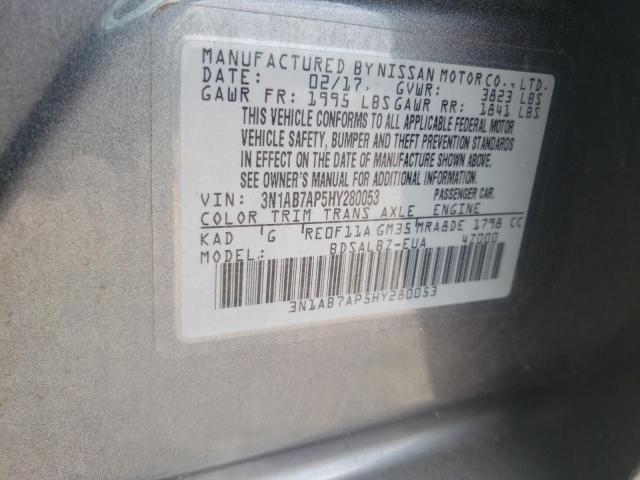 MANUFACTURED BY NISSAN MOTOR CO., LTD.
DATE: 02/17, GVWR: 3823 LBS
GAWR FR: 1995 LBS GAWR RR: 1841 LBS
THIS VEHICLE CONFORMS TO ALL APPLICABLE FEDERAL MOTOR
VEHICLE SAFETY, BUMPER AND THEFT PREVENTION STANDARDS
IN EFFECT ON THE DATE OF MANUFACTURE SHOWN ABOVE.
SEE OWNER'S MANUAL FOR ADDITIONAL INFORMATION.
VIN: 3N1AB7AP5HY280053 PASSENGER CAR.
COLOR TRIM TRANS AXLE ENGINE
KAD G RE0F11A GM35 MRA8DE 1798 CC
MODEL: BDSALBZ-EUA 47000
3N1AB7AP5HY280053